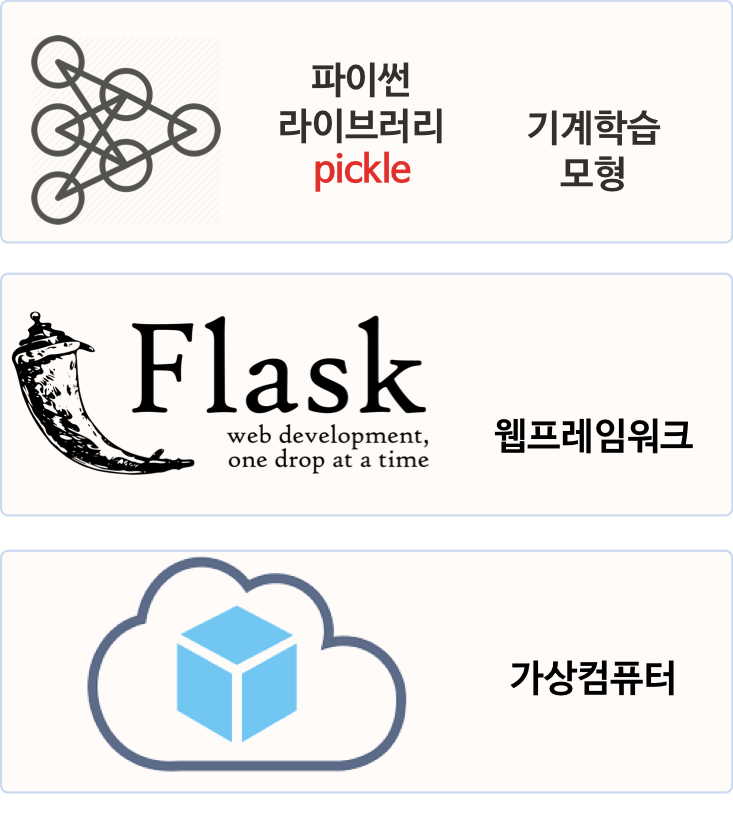 파이썬
라이브러리
pickle
기계학습
모형
Flask
web development,
one drop at a time
웹프레임워크
가상컴퓨터